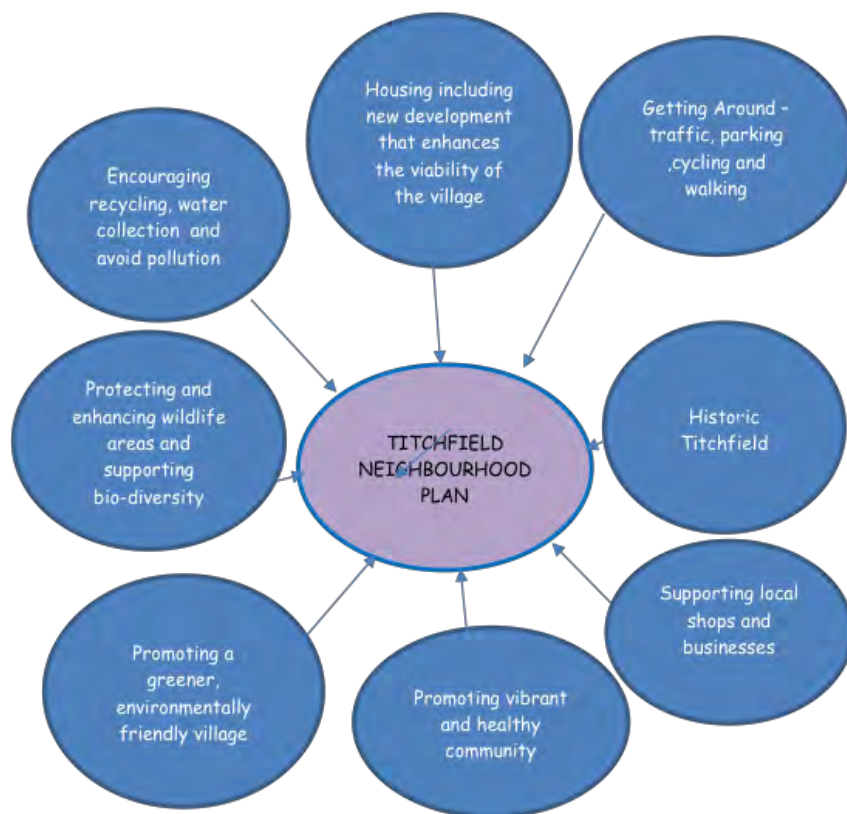 Housing including
new development
that enhances
the viability of
the village
Getting Around –
traffic, parking
,cycling and
walking
Encouraging
recycling, water
collection and
avoid pollution
Protecting and
enhancing wildlife
areas and
supporting
bio-diversity
TITCHFIELD
NEIGHBOURHOOD
PLAN
Historic
Titchfield
Supporting local
shops and
businesses
Promoting a
greener,
environmentally
friendly village
Promoting vibrant
and healthy
community